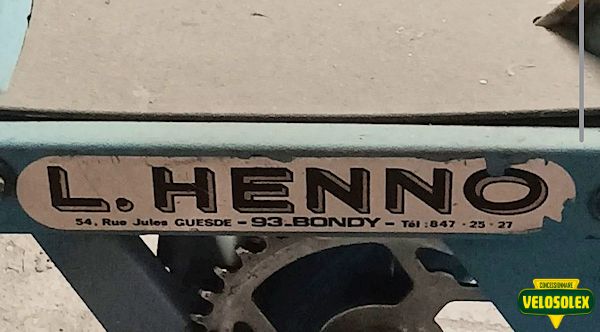 L. HENNO
54, Rue Jules GUESDE - 93-BONDY - Tél : 847 - 25 - 27
CONCESSIONNAIRE
VELOSOLEX